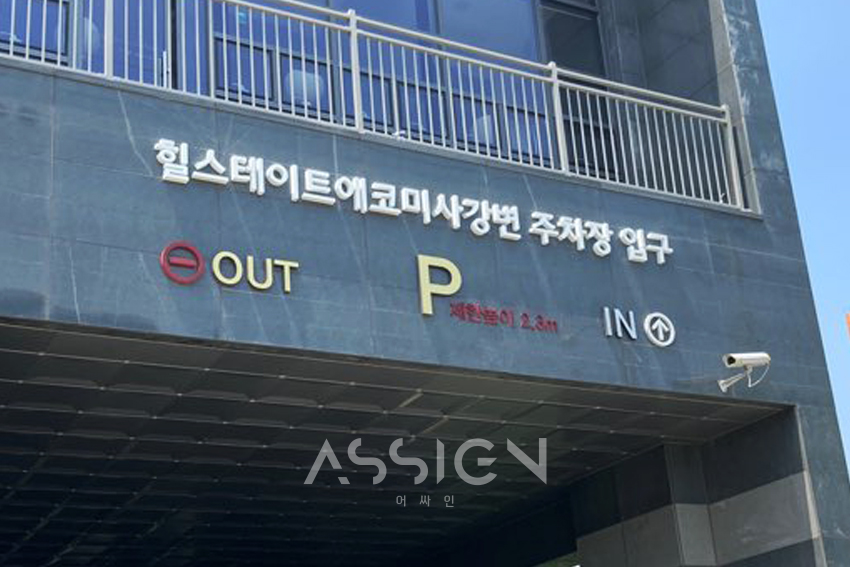 힐스테이트에코미사강변 주차장 입구
OUT
P
제한높이 2.3m
IN
ASSIGN
어싸인